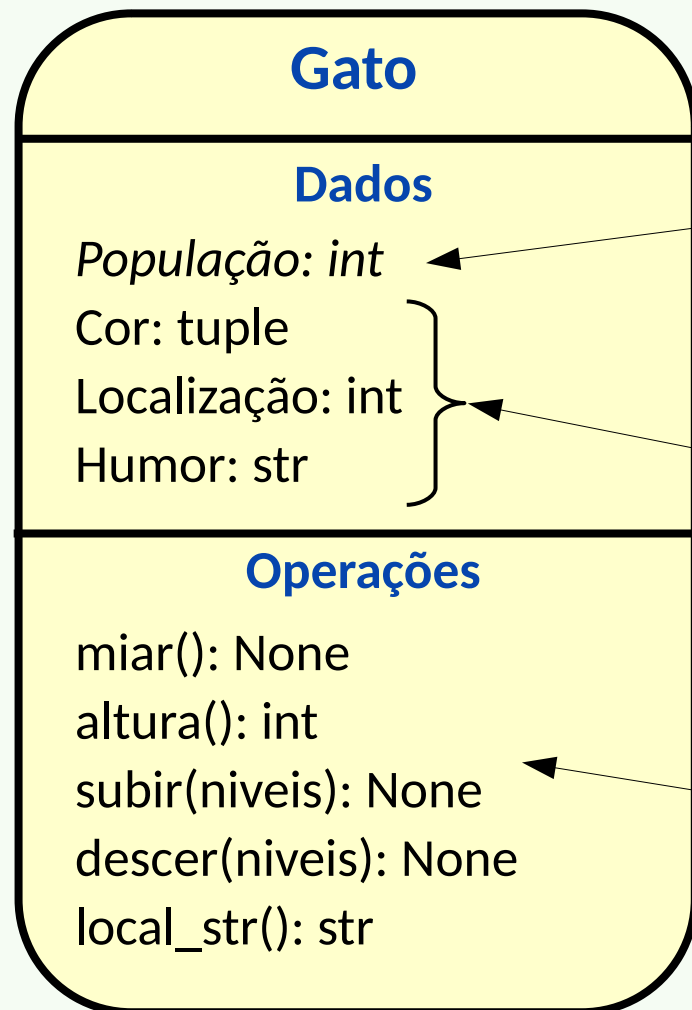 Gato
Dados
População: int
Cor: tuple
Localização: int
Humor: str
Operações
miar(): None
altura(): int
subir(niveis): None
descer(niveis): None
local_str(): str